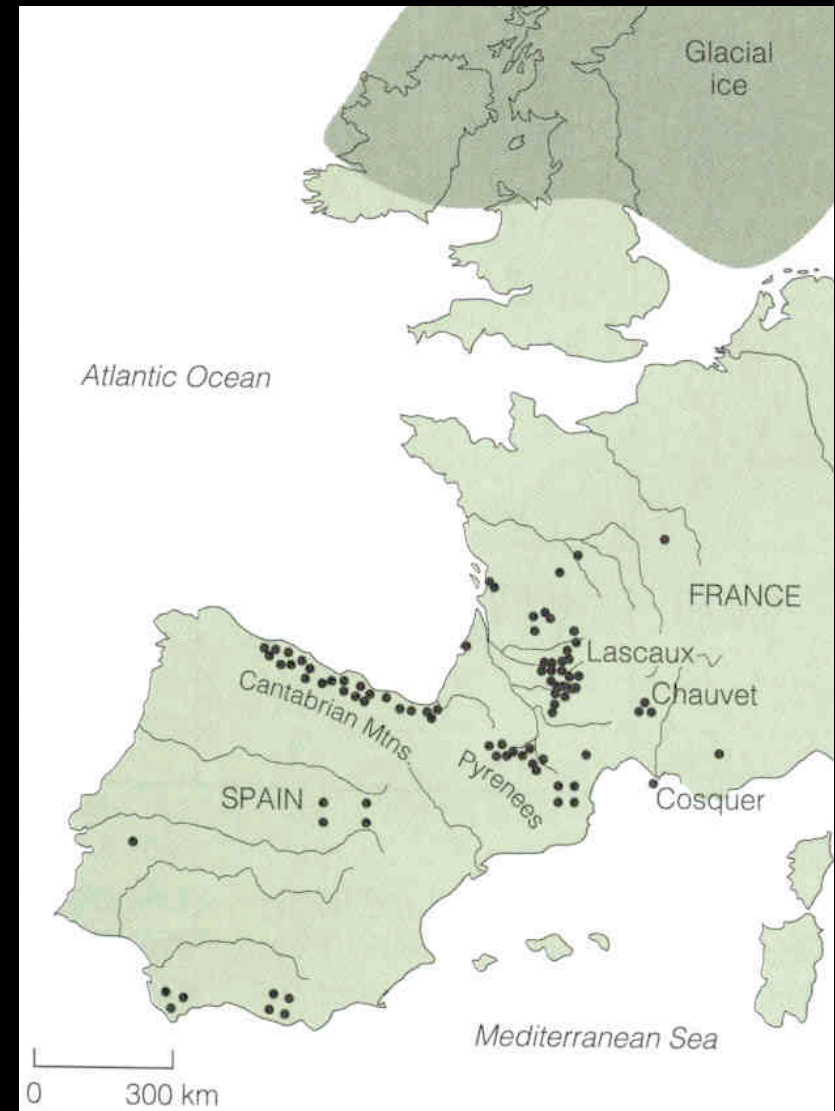 Glacial
ice
Atlantic Ocean
FRANCE
Lascaux
Chauvet
Cantabrian Mtns.
Pyrenees
SPAIN
Cosquer
Mediterranean Sea
0 300 km